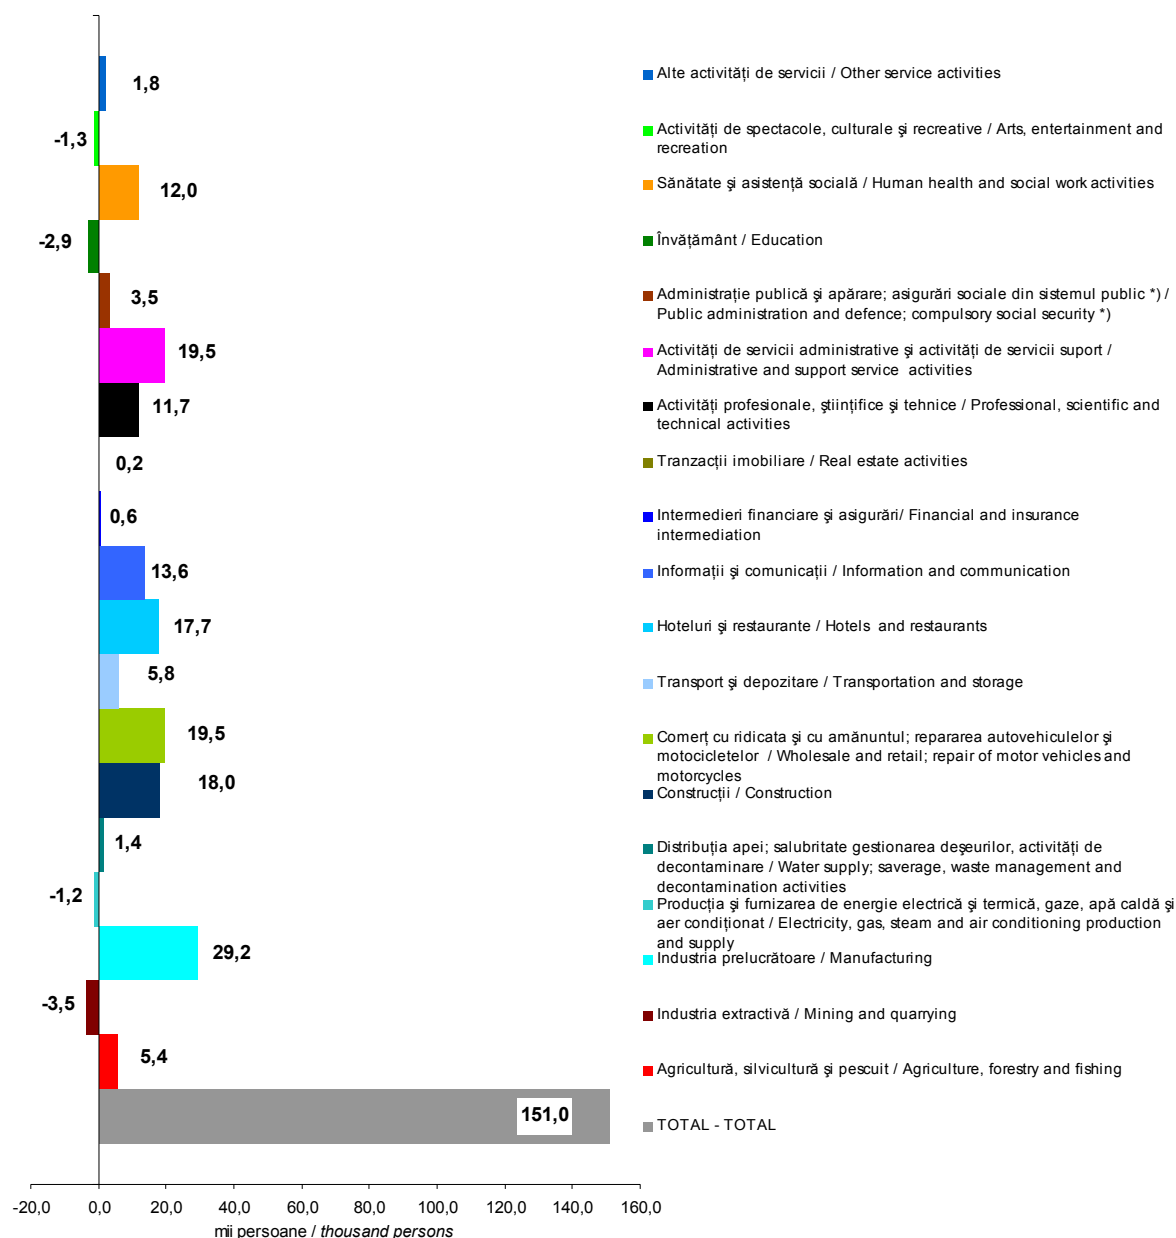 1,8
Alte activități de servicii / Other service activities
-1,3
Activități de spectacole, culturale şi recreative / Arts, entertainment and
recreation
12,0
Sănătate şi asistență socială / Human health and social work activities
-2,9
Învățământ / Education
3,5
Administrație publică şi apărare; asigurări sociale din sistemul public *) /
Public administration and defence; compulsory social security *)
19,5
Activități de servicii administrative şi activități de servicii suport /
Administrative and support service activities
11,7
Activități profesionale, ştiințifice şi tehnice / Professional, scientific and
technical activities
0,2
Tranzacții imobiliare / Real estate activities
0,6
Intermedieri financiare şi asigurări/ Financial and insurance
intermediation
13,6
Informații şi comunicații / Information and communication
17,7
Hoteluri şi restaurante / Hotels and restaurants
5,8
Transport şi depozitare / Transportation and storage
19,5
Comerț cu ridicata şi cu amănuntul; repararea autovehiculelor şi
motocicletelor / Wholesale and retail; repair of motor vehicles and
motorcycles
18,0
Construcții / Construction
1,4
Distribuția apei; salubritate gestionarea deşeurilor, activități de
decontaminare / Water supply; saverage, waste management and
decontamination activities
-1,2
Producția şi furnizarea de energie electrică şi termică, gaze, apă caldă şi
aer condiționat / Electricity, gas, steam and air conditioning production
and supply
29,2
Industria prelucrătoare / Manufacturing
-3,5
Industria extractivă / Mining and quarrying
5,4
Agricultură, silvicultură şi pescuit / Agriculture, forestry and fishing
151,0
TOTAL - TOTAL
-20,0 0,0 20,0 40,0 60,0 80,0 100,0 120,0 140,0 160,0
mii persoane / thousand persons